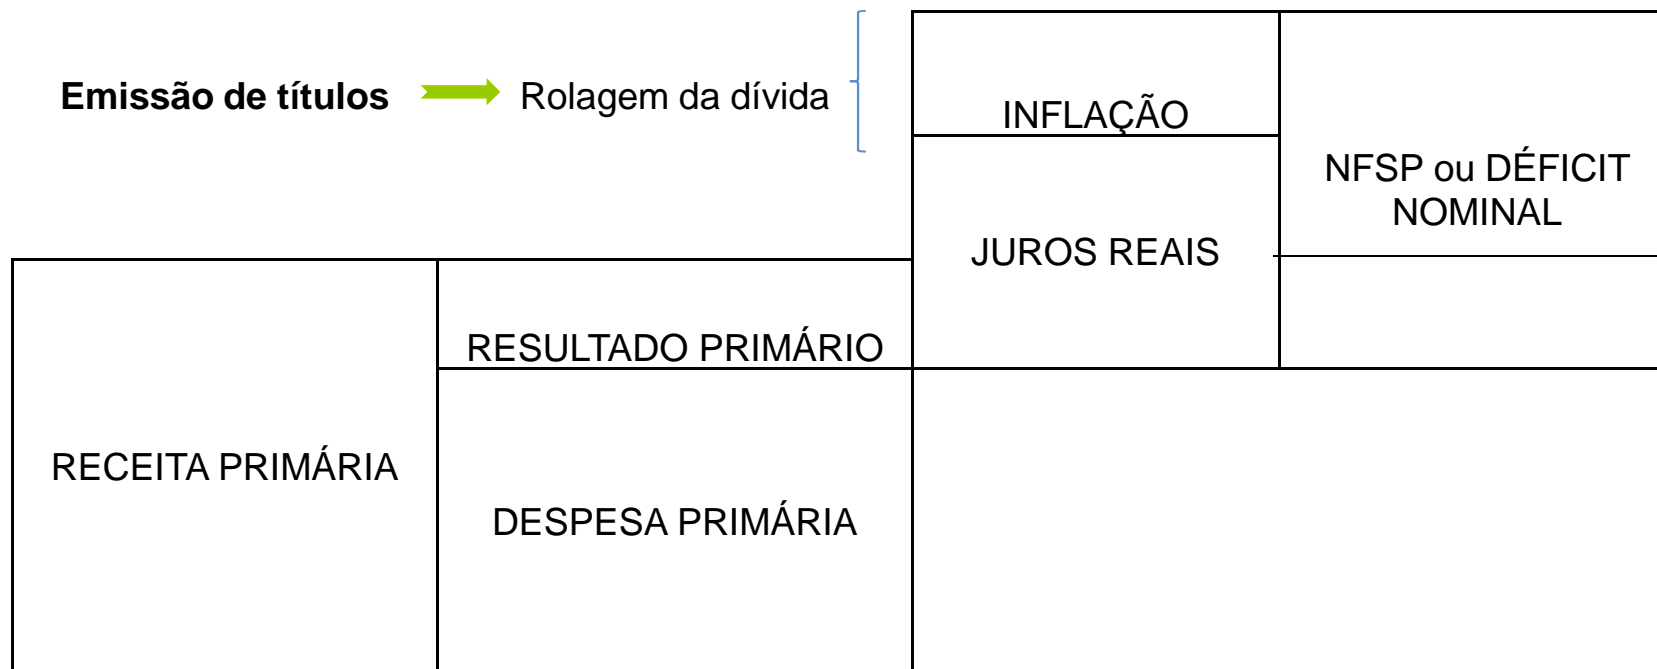 Emissão de títulos
Rolagem da dívida
INFLAÇÃO
NFSP ou DÉFICIT
NOMINAL
JUROS REAIS
RESULTADO PRIMÁRIO
RECEITA PRIMÁRIA
DESPESA PRIMÁRIA